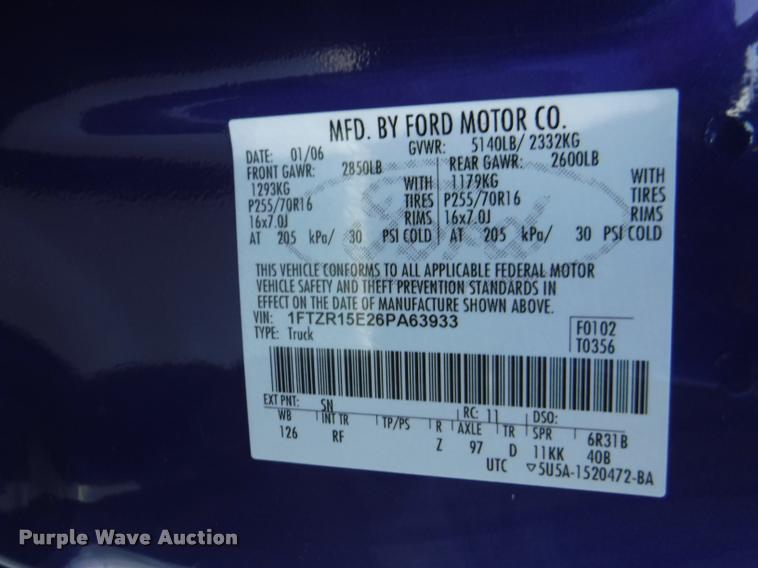 MFD. BY FORD MOTOR CO.
DATE: 01/06 GVWR: 5140LB/ 2332KG
FRONT GAWR: 2850LB REAR GAWR: 2600LB
1293KG WITH 1179KG WITH
P255/70R16 TIRES P255/70R16 TIRES
16x7.0J RIMS 16x7.0J RIMS
AT 205 kPa/ 30 PSI COLD AT 205 kPa/ 30 PSI COLD
Ford
THIS VEHICLE CONFORMS TO ALL APPLICABLE FEDERAL MOTOR
VEHICLE SAFETY AND THEFT PREVENTION STANDARDS IN
EFFECT ON THE DATE OF MANUFACTURE SHOWN ABOVE.
VIN: 1FTZR15E26PA63933
TYPE: Truck
F0102
T0356
EXT PNT: SN RC: 11 DSO:
WB INT TR TP/PS R AXLE TR SPR 6R31B
126 RF Z 97 D 11KK 40B
UTC ▽5U5A-1520472-BA
Purple Wave Auction